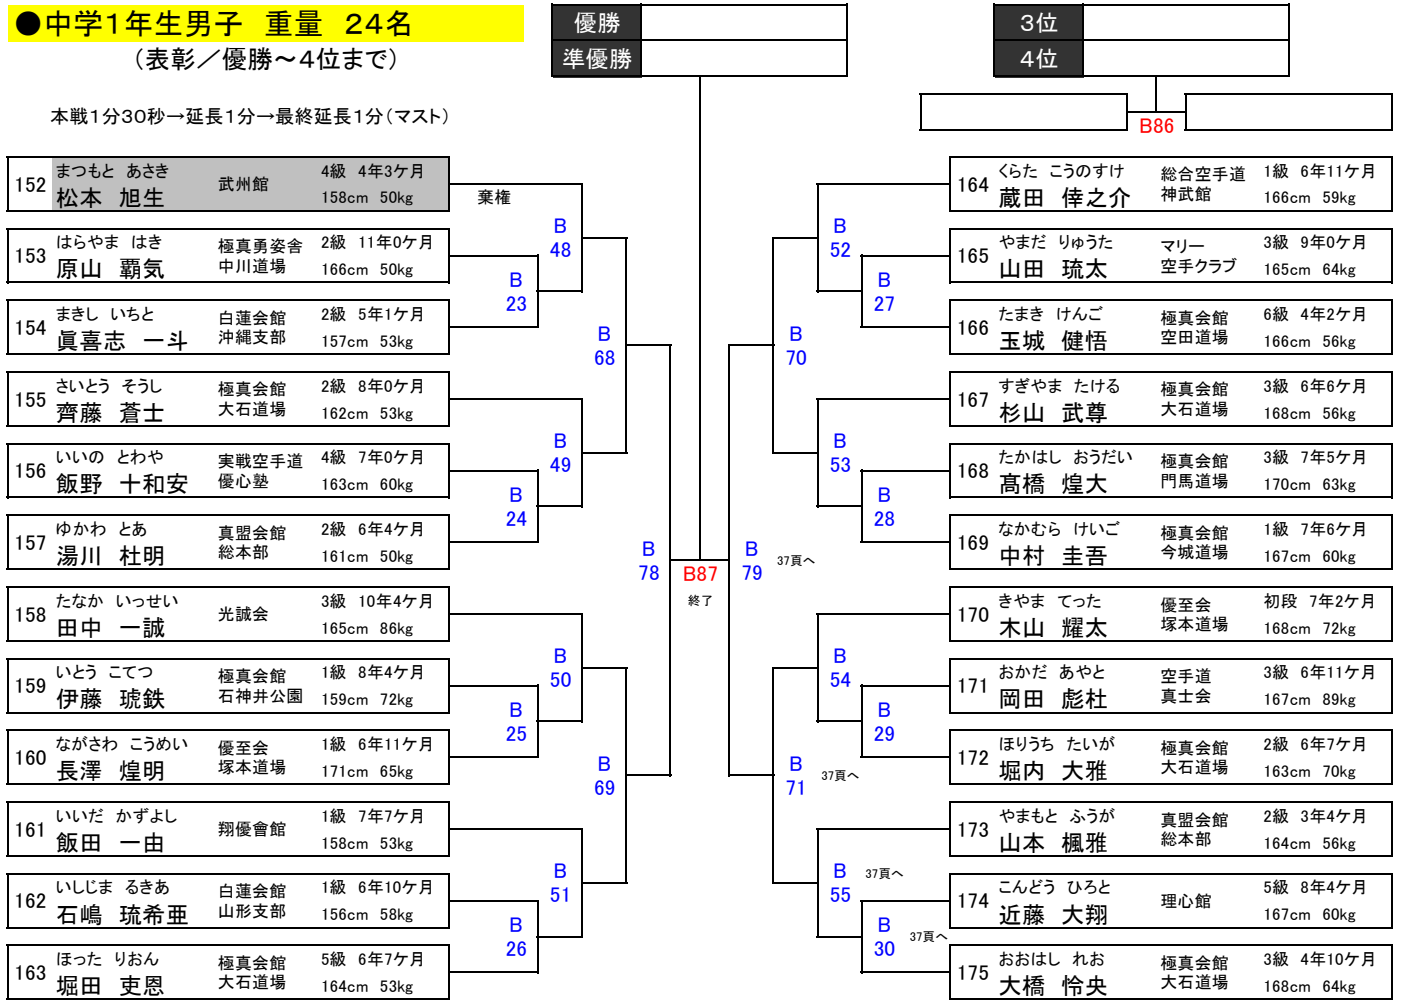 ●中学１年生男子　重量　２４名
（表彰／優勝～４位まで）
本戦１分３０秒→延長１分→最終延長１分（マスト）
優勝
準優勝
３位
４位
B86
152 まつもと あさき 松本 旭生 武州館 4級 4年3ケ月 158cm 50kg
棄権
153 はらやま はき 原山 覇気 極真勇姿舎 中川道場 2級 11年0ケ月 166cm 50kg
154 まきし いちと 眞喜志 一斗 白蓮会館 沖縄支部 2級 5年1ケ月 157cm 53kg
155 さいとう そうし 齊藤 蒼士 極真会館 大石道場 2級 8年0ケ月 162cm 53kg
156 いいの とわや 飯野 十和安 実戦空手道 優心塾 4級 7年0ケ月 163cm 60kg
157 ゆかわ とあ 湯川 杜明 真盟会館 総本部 2級 6年4ケ月 161cm 50kg
158 たなか いっせい 田中 一誠 光誠会 3級 10年4ケ月 165cm 86kg
159 いとう こてつ 伊藤 琥鉄 極真会館 石神井公園 1級 8年4ケ月 159cm 72kg
160 ながさわ こうめい 長澤 煌明 優至会 塚本道場 1級 6年11ケ月 171cm 65kg
161 いいだ かずよし 飯田 一由 翔優會館 1級 7年7ケ月 158cm 53kg
162 いしじま るきあ 石嶋 琉希亜 白蓮会館 山形支部 1級 6年10ケ月 156cm 58kg
163 ほった りおん 堀田 吏恩 極真会館 大石道場 5級 6年7ケ月 164cm 53kg
B 48
B 23
B 68
B 49
B 24
B 78
B 50
B 25
B 69
B 51
B 26
B87
終了
B 52
B 27
B 70
B 53
B 28
B 79 37頁へ
B 54
B 29
B 71 37頁へ
B 55 37頁へ
B 30 37頁へ
164 くらた こうのすけ 蔵田 倖之介 総合空手道 神武館 1級 6年11ケ月 166cm 59kg
165 やまだ りゅうた 山田 琉太 マリー 空手クラブ 3級 9年0ケ月 165cm 64kg
166 たまき けんご 玉城 健悟 極真会館 空田道場 6級 4年2ケ月 166cm 56kg
167 すぎやま たける 杉山 武尊 極真会館 大石道場 3級 6年6ケ月 168cm 56kg
168 たかはし おうだい 髙橋 煌大 極真会館 門馬道場 3級 7年5ケ月 170cm 63kg
169 なかむら けいご 中村 圭吾 極真会館 今城道場 1級 7年6ケ月 167cm 60kg
170 きやま てった 木山 耀太 優至会 塚本道場 初段 7年2ケ月 168cm 72kg
171 おかだ あやと 岡田 彪杜 空手道 真士会 3級 6年11ケ月 167cm 89kg
172 ほりうち たいが 堀内 大雅 極真会館 大石道場 2級 6年7ケ月 163cm 70kg
173 やまもと ふうが 山本 楓雅 真盟会館 総本部 2級 3年4ケ月 164cm 56kg
174 こんどう ひろと 近藤 大翔 理心館 5級 8年4ケ月 167cm 60kg
175 おおはし れお 大橋 怜央 極真会館 大石道場 3級 4年10ケ月 168cm 64kg